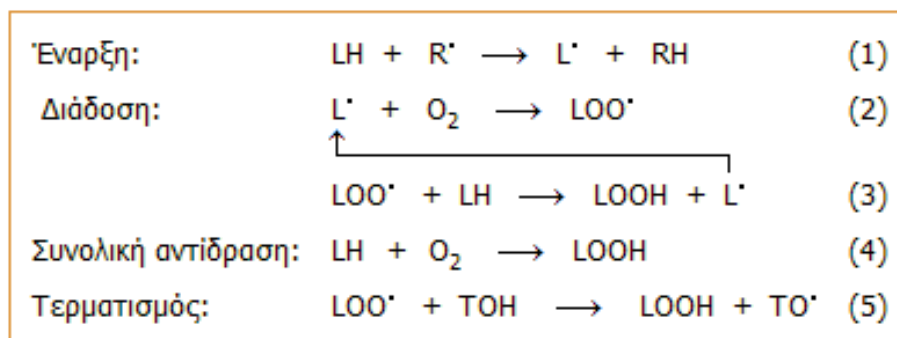 Έναρξη: LH + R˙ ⟶ L˙ + RH (1)
Διάδοση: L˙ + O₂ ⟶ LOO˙ (2)
LOO˙ + LH ⟶ LOOH + L˙ (3)
Συνολική αντίδραση: LH + O₂ ⟶ LOOH (4)
Τερματισμός: LOO˙ + TOH ⟶ LOOH + TO˙ (5)